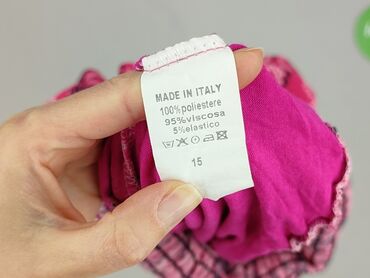 MADE IN ITALY
100%poliestere
95%viscosa
5%elastico
15